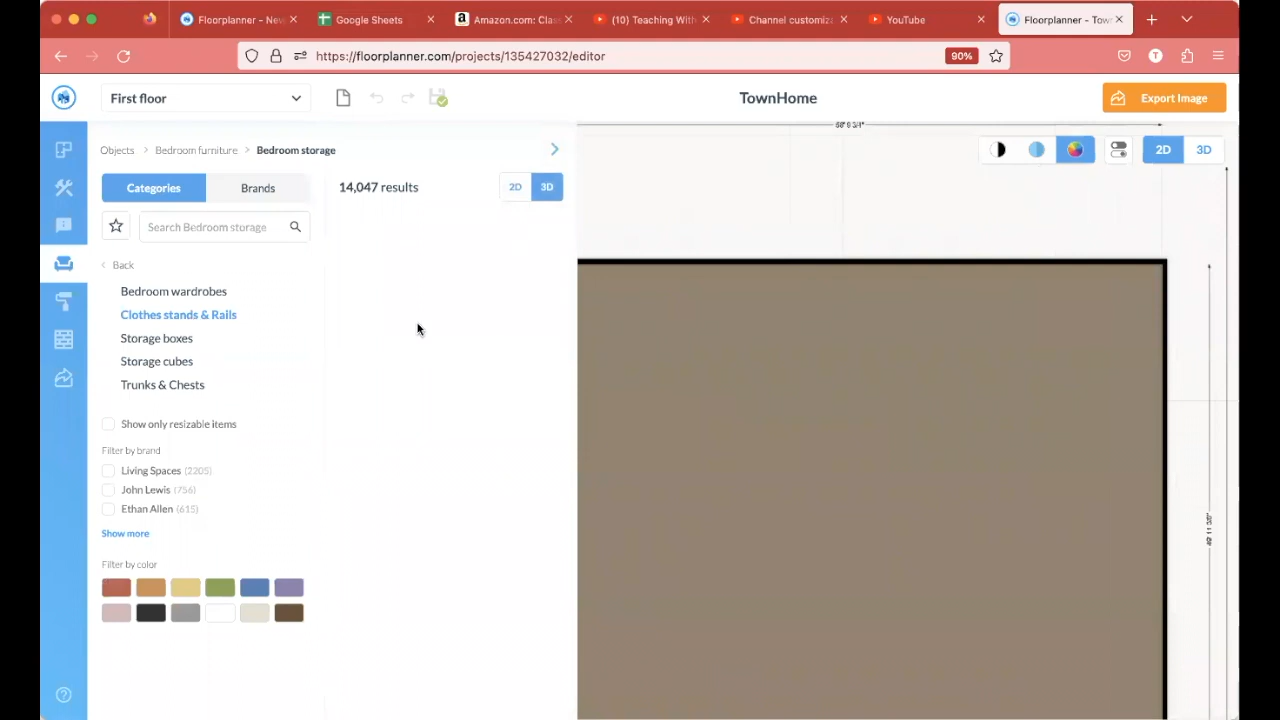 Floorplanner - New
Google Sheets
Amazon.com: Clas
(10) Teaching With
Channel customiza
YouTube
Floorplanner - Tow
https://floorplanner.com/projects/135427032/editor
90%
T
First floor
TownHome
Export Image
Objects > Bedroom furniture > Bedroom storage
2D 3D
Categories Brands
14,047 results
2D 3D
Search Bedroom storage
Back
Bedroom wardrobes
Clothes stands & Rails
Storage boxes
Storage cubes
Trunks & Chests
Show only resizable items
Filter by brand
Living Spaces (2205)
John Lewis (756)
Ethan Allen (615)
Show more
Filter by color